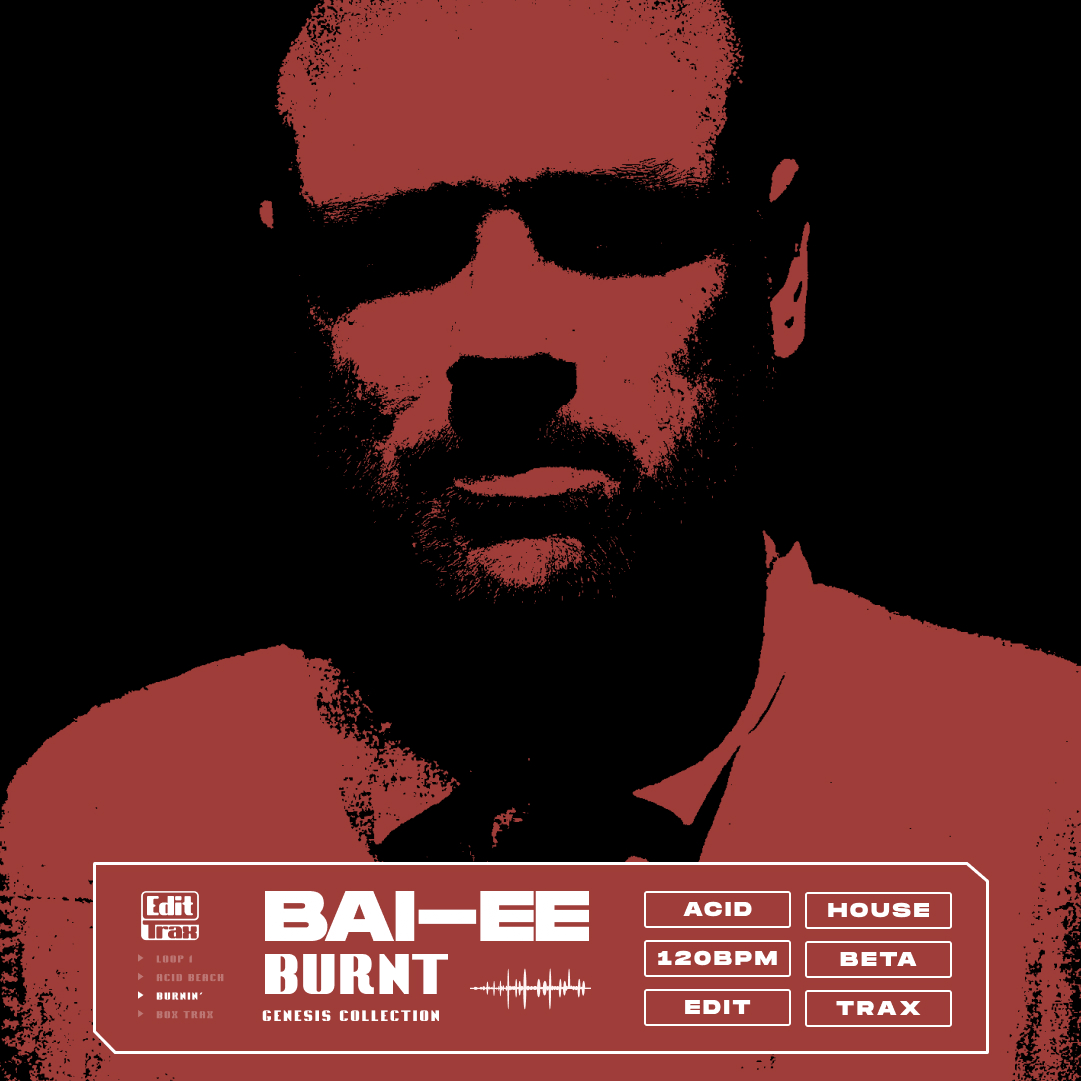 Edit
Trax
LOOP 1
ACID BEACH
BURNIN'
BOX TRAX
BAI—EE
BURNT
GENESIS COLLECTION
ACID
HOUSE
120BPM
BETA
EDIT
TRAX